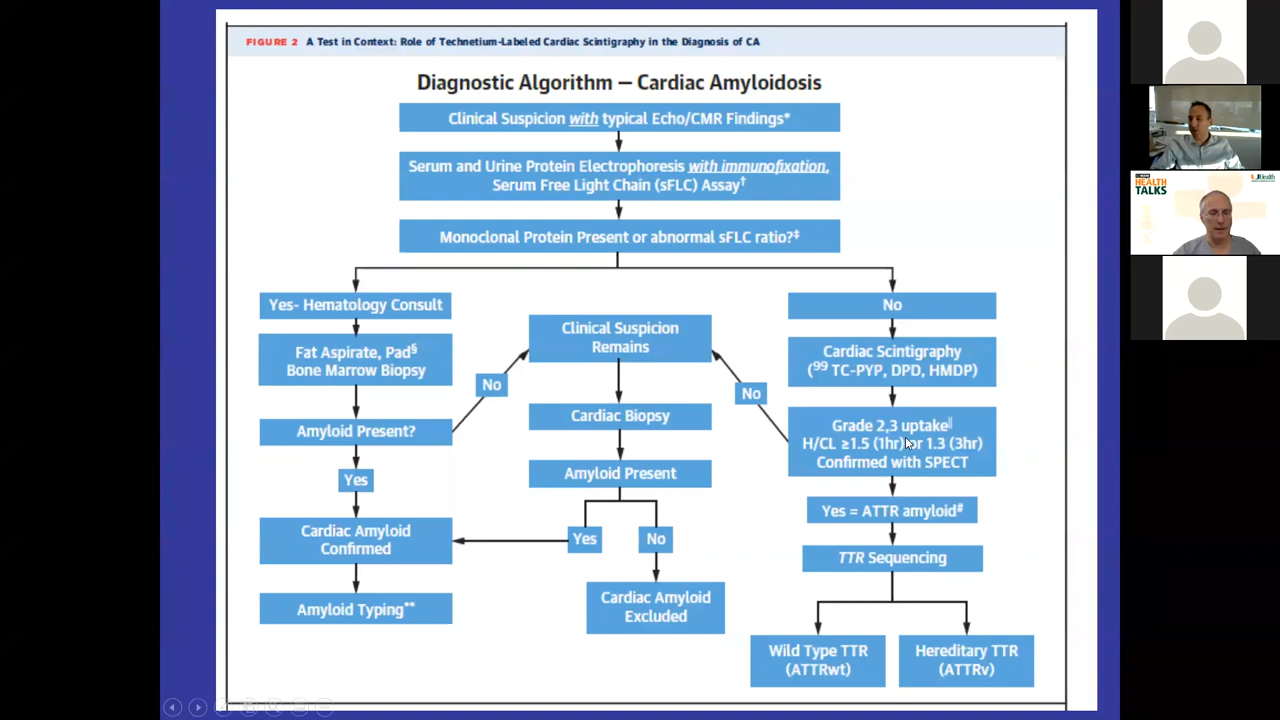 FIGURE 2 A Test in Context: Role of Technetium-Labeled Cardiac Scintigraphy in the Diagnosis of CA
Diagnostic Algorithm — Cardiac Amyloidosis
Clinical Suspicion with typical Echo/CMR Findings*
Serum and Urine Protein Electrophoresis with immunofixation,
Serum Free Light Chain (sFLC) Assay†
Monoclonal Protein Present or abnormal sFLC ratio?‡
Yes- Hematology Consult
Fat Aspirate, Pad§
Bone Marrow Biopsy
Amyloid Present?
Yes
Cardiac Amyloid
Confirmed
Amyloid Typing**
No
Clinical Suspicion
Remains
Cardiac Biopsy
Amyloid Present
Yes
No
Cardiac Amyloid
Excluded
No
No
Cardiac Scintigraphy
(⁹⁹ TC-PYP, DPD, HMDP)
Grade 2,3 uptake||
H/CL ≥1.5 (1hr) or 1.3 (3hr)
Confirmed with SPECT
Yes = ATTR amyloid#
TTR Sequencing
Wild Type TTR
(ATTRwt)
Hereditary TTR
(ATTRv)
HEALTH
TALKS
UHealth